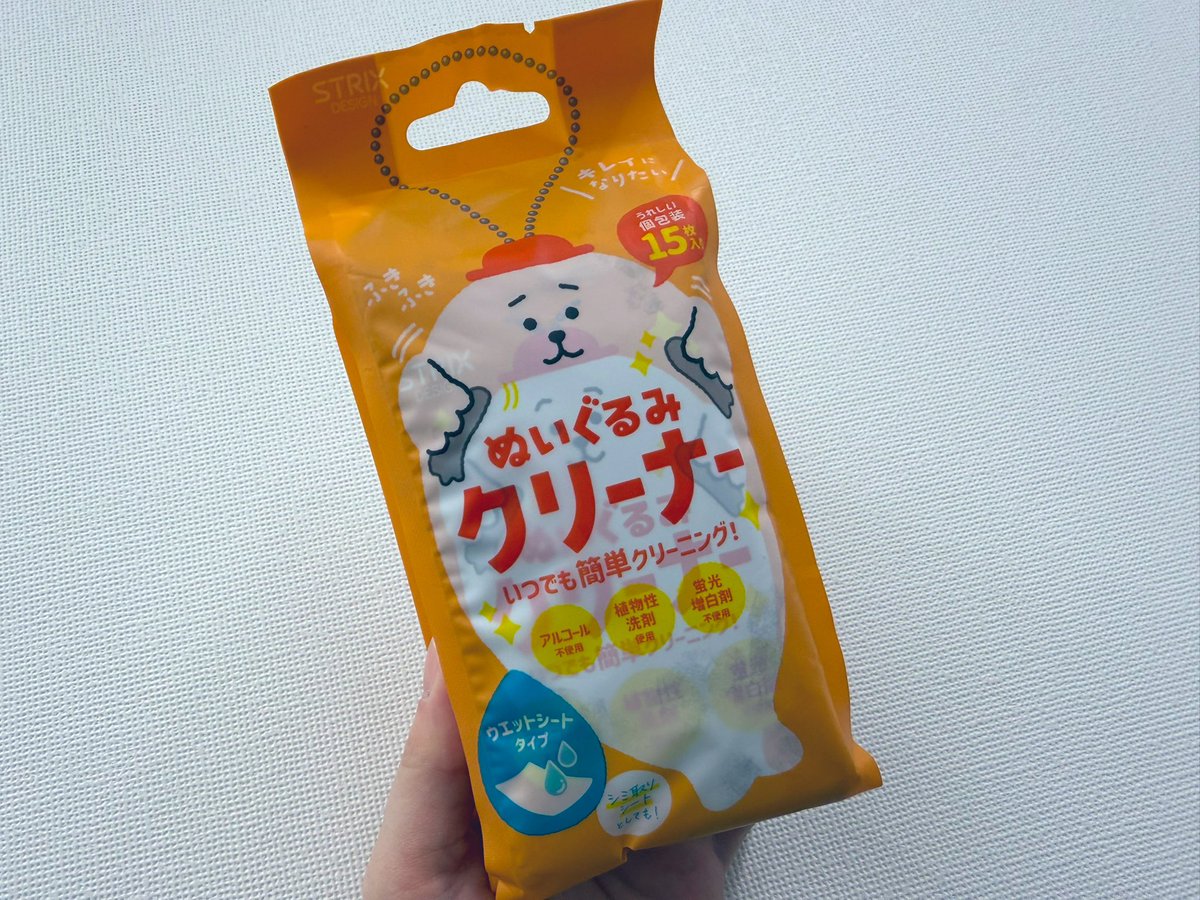 STRIX
DESIGN
キレイに
なりたい
うれしい
個包装
15枚
入り
ふき
ふき
ぬいぐるみ
クリーナー
いつでも簡単クリーニング!
アルコール
不使用
植物性
洗剤
使用
蛍光
増白剤
不使用
ウエットシート
タイプ
シミ取り
シート
としても!